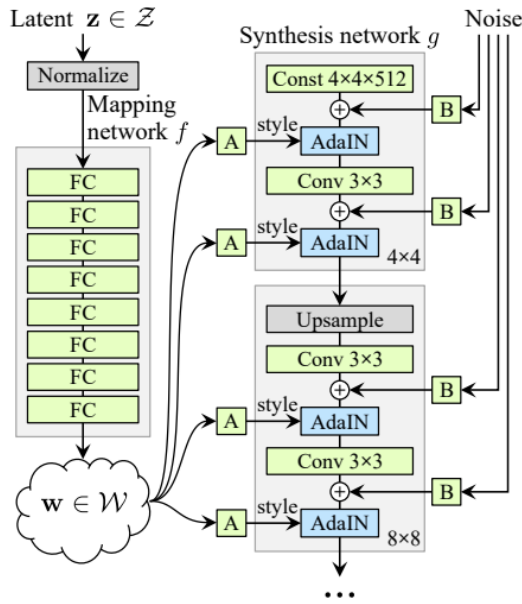 Latent z ∈ Z
Normalize
Mapping
network f
FC
FC
FC
FC
FC
FC
FC
FC
w ∈ W
Synthesis network g
Noise
Const 4×4×512
B
A
style
AdaIN
Conv 3×3
B
A
style
AdaIN
4×4
Upsample
Conv 3×3
B
A
style
AdaIN
Conv 3×3
B
A
style
AdaIN
8×8
...